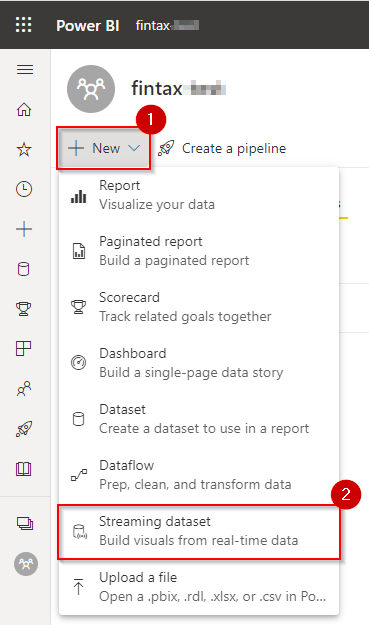 Power BI fintax-
fintax-
1
New Create a pipeline
Report
Visualize your data
Paginated report
Build a paginated report
Scorecard
Track related goals together
Dashboard
Build a single-page data story
Dataset
Create a dataset to use in a report
Dataflow
Prep, clean, and transform data
2
Streaming dataset
Build visuals from real-time data
Upload a file
Open a .pbix, .rdl, .xlsx, or .csv in Po...